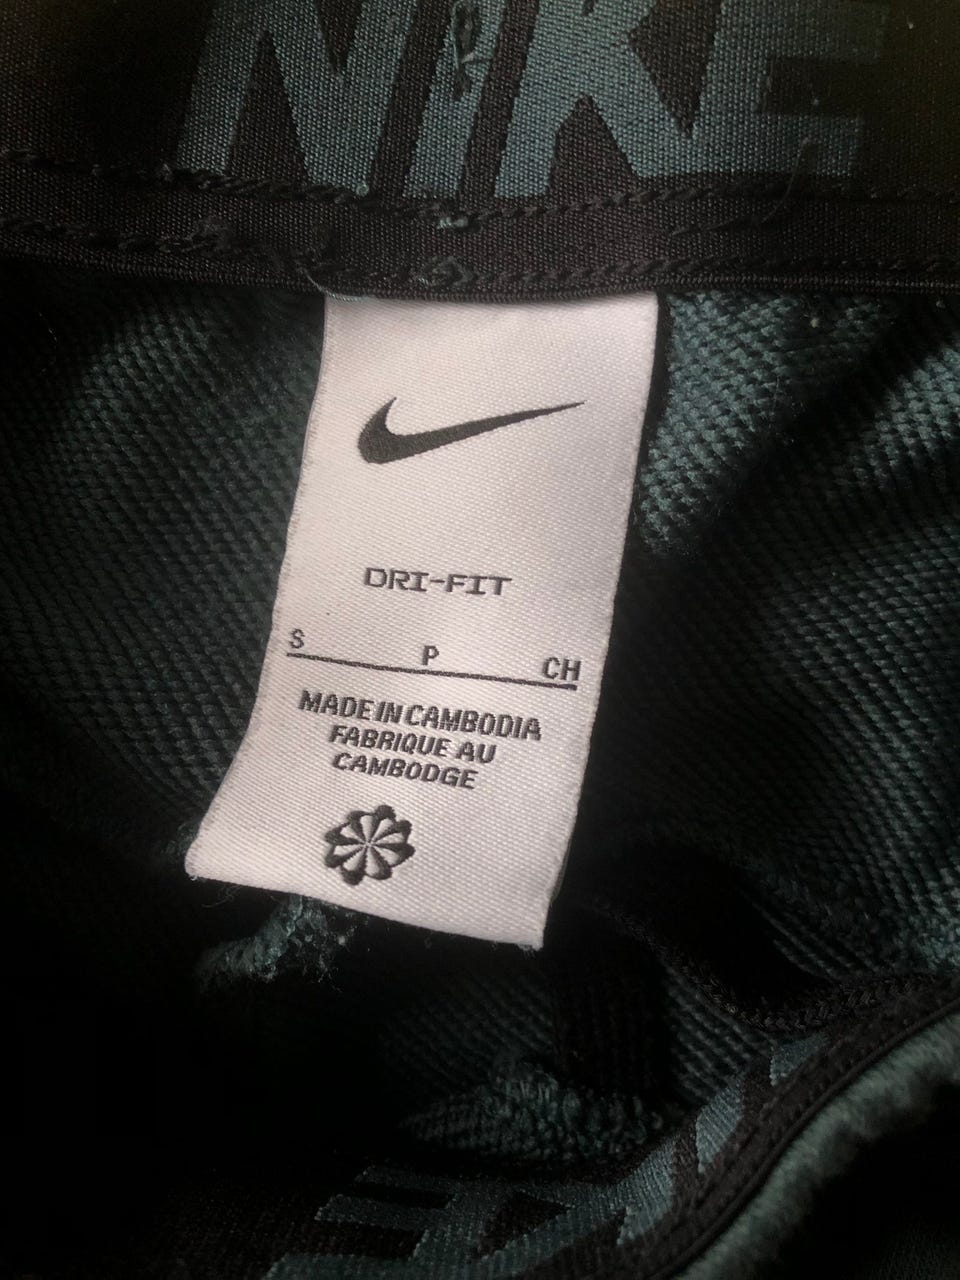 NIKE
DRI-FIT
S P CH
MADE IN CAMBODIA
FABRIQUE AU
CAMBODGE